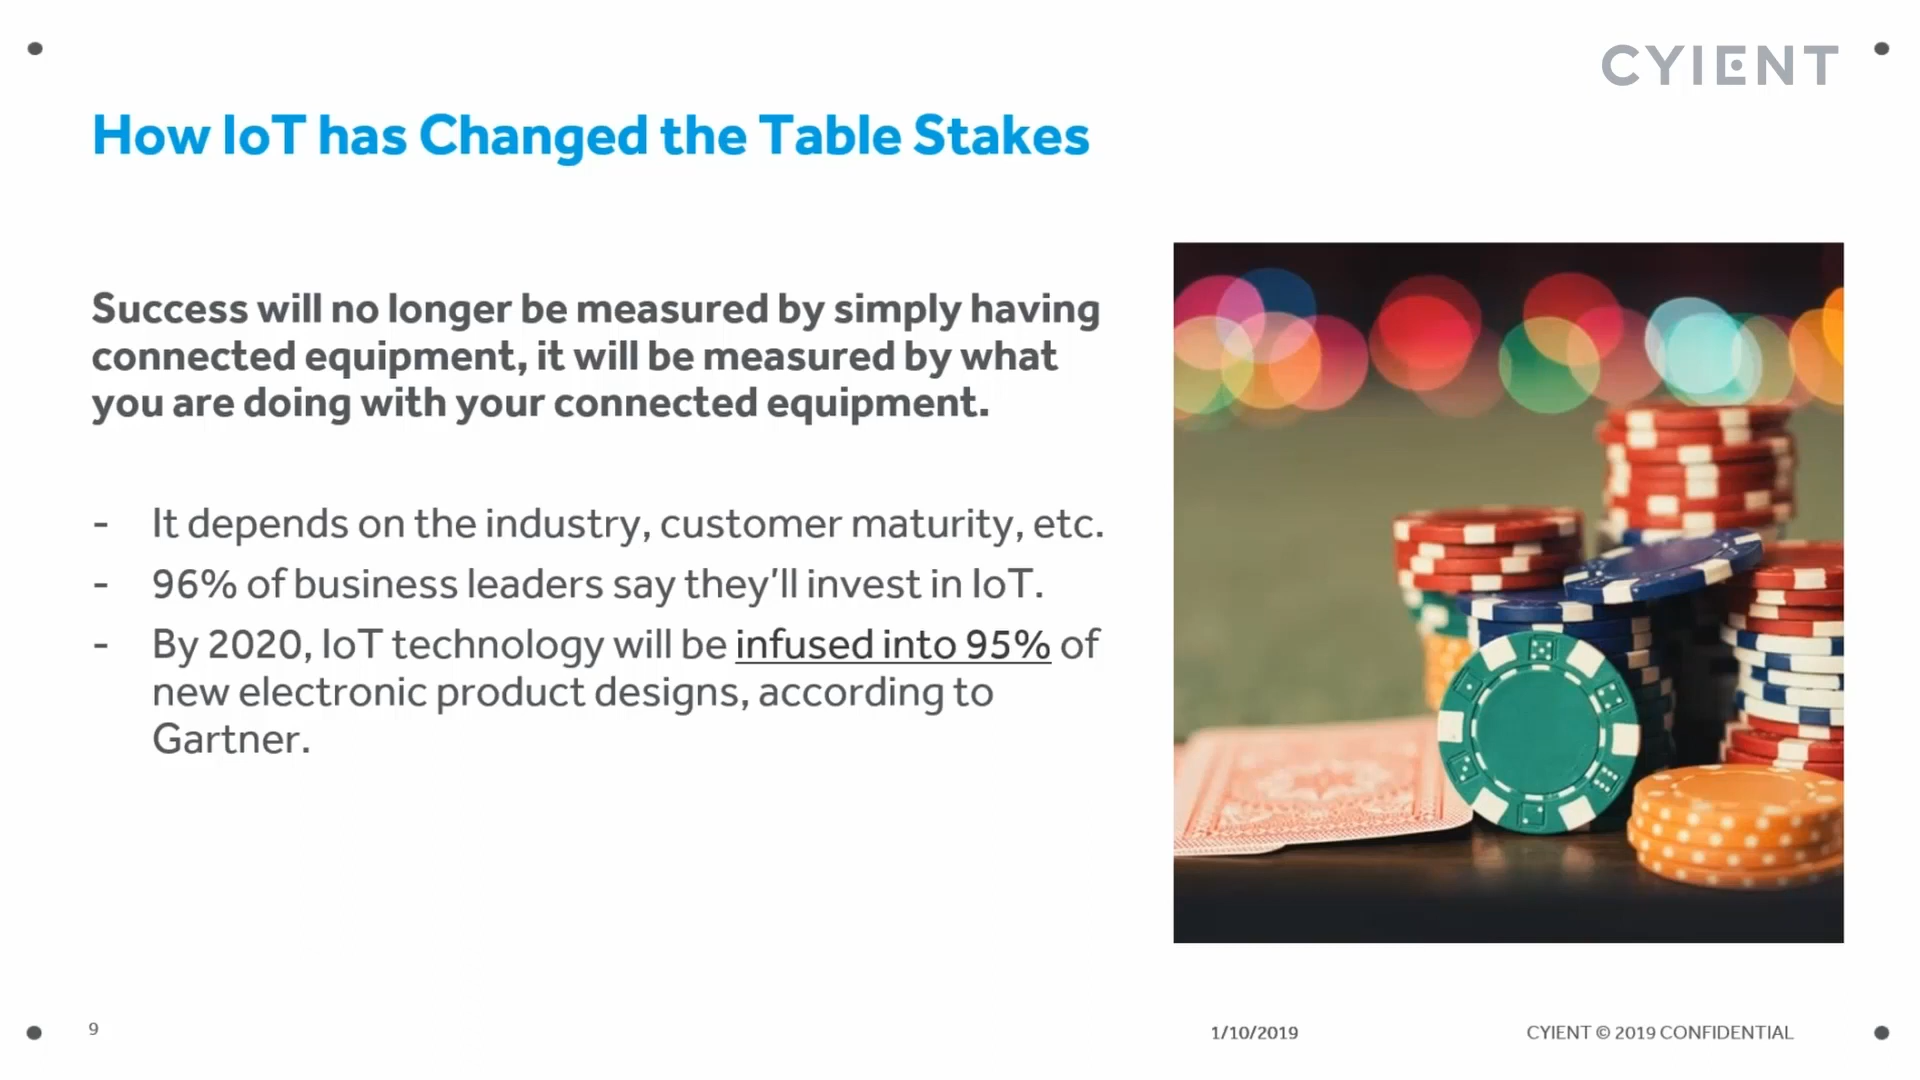 CYIENT
How IoT has Changed the Table Stakes
Success will no longer be measured by simply having
connected equipment, it will be measured by what
you are doing with your connected equipment.
- It depends on the industry, customer maturity, etc.
- 96% of business leaders say they'll invest in IoT.
- By 2020, IoT technology will be infused into 95% of
new electronic product designs, according to
Gartner.
9
1/10/2019
CYIENT © 2019 CONFIDENTIAL